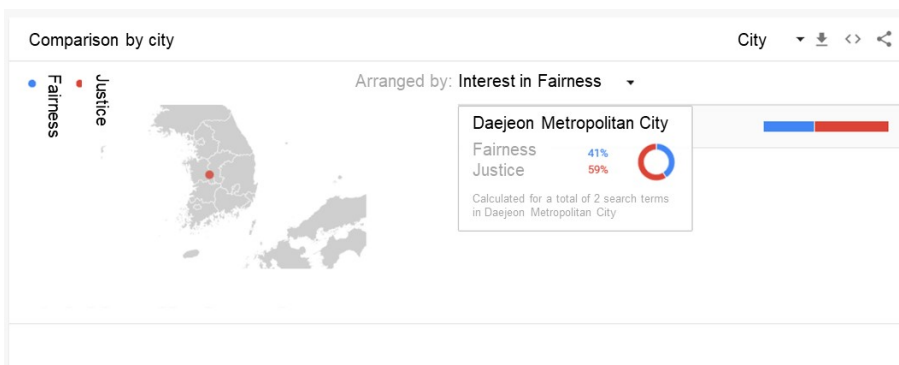 Comparison by city
City
Fairness
Justice
Arranged by: Interest in Fairness
Daejeon Metropolitan City
Fairness 41%
Justice 59%
Calculated for a total of 2 search terms
in Daejeon Metropolitan City